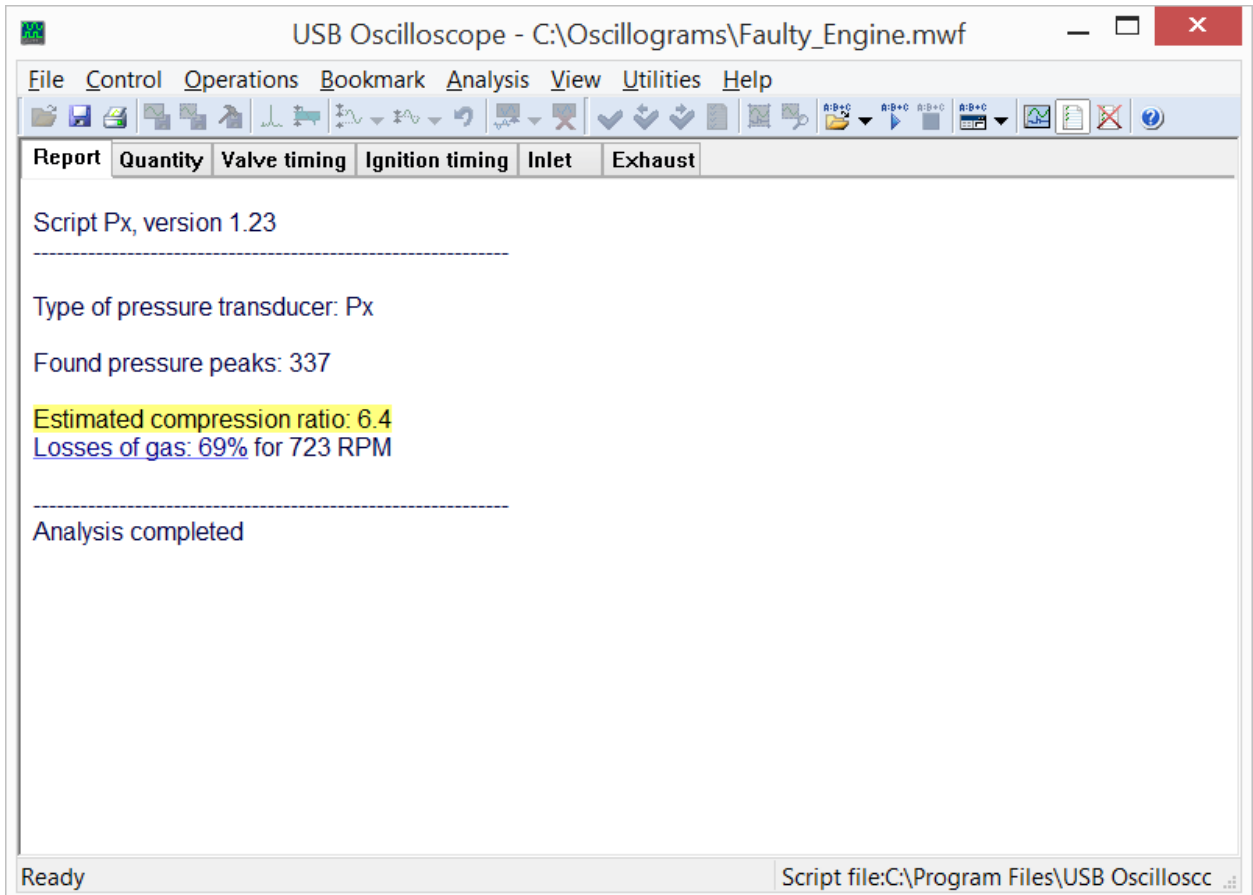 USB Oscilloscope - C:\Oscillograms\Faulty_Engine.mwf
File Control Operations Bookmark Analysis View Utilities Help
A:B+C A:B+C A:B+C A:B+C
Report Quantity Valve timing Ignition timing Inlet Exhaust
Script Px, version 1.23
-------------------------------------------------------------
Type of pressure transducer: Px
Found pressure peaks: 337
Estimated compression ratio: 6.4
Losses of gas: 69% for 723 RPM
-------------------------------------------------------------
Analysis completed
Ready Script file:C:\Program Files\USB Oscilloscc